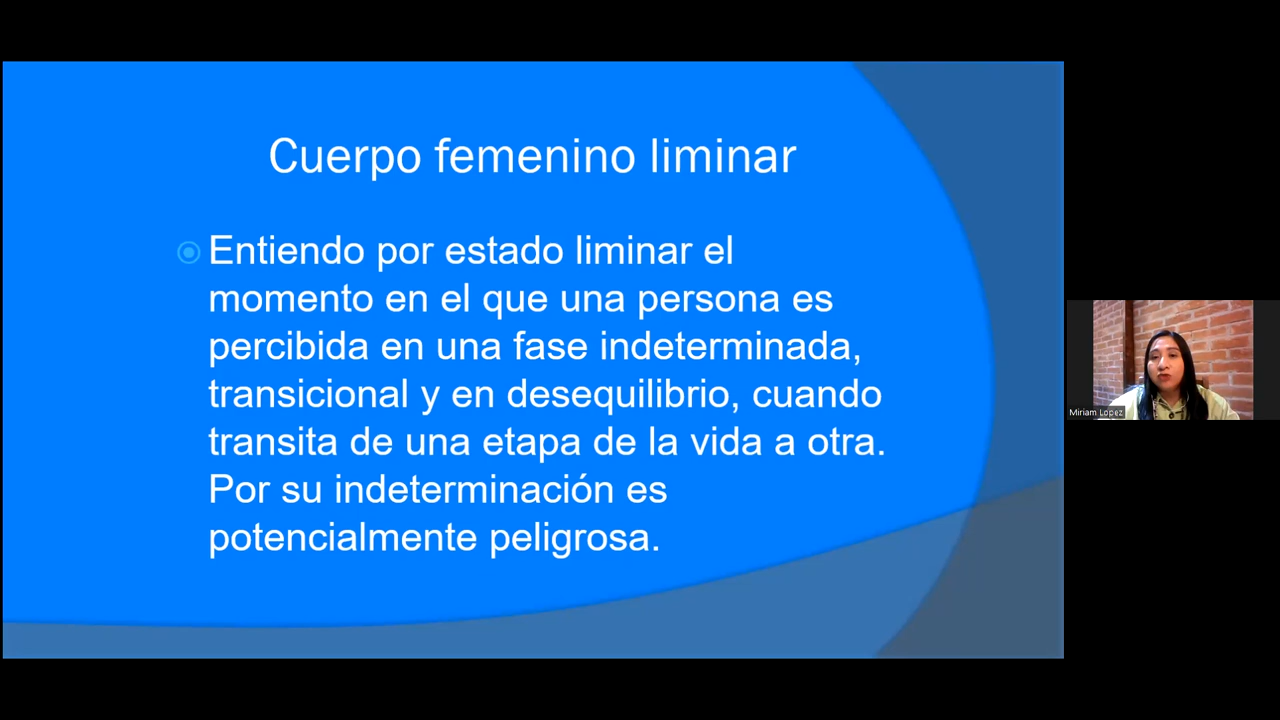 Cuerpo femenino liminar
Entiendo por estado liminar el
momento en el que una persona es
percibida en una fase indeterminada,
transicional y en desequilibrio, cuando
transita de una etapa de la vida a otra.
Por su indeterminación es
potencialmente peligrosa.
Miriam Lopez